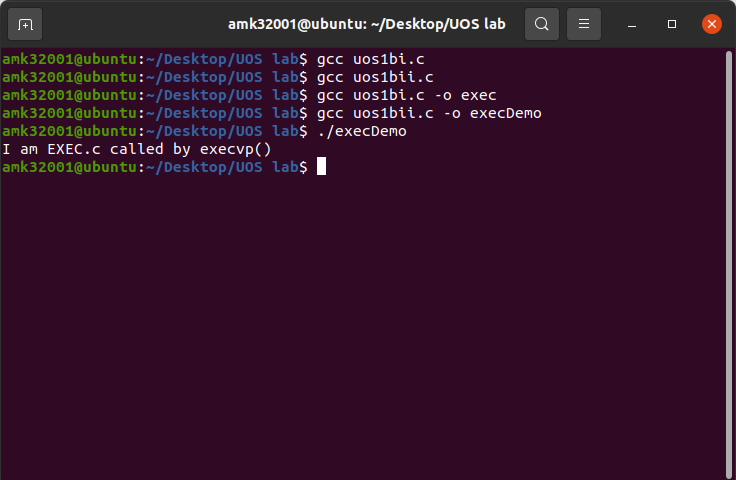 amk32001@ubuntu: ~/Desktop/UOS lab
amk32001@ubuntu:~/Desktop/UOS lab$ gcc uos1bi.c
amk32001@ubuntu:~/Desktop/UOS lab$ gcc uos1bii.c
amk32001@ubuntu:~/Desktop/UOS lab$ gcc uos1bi.c -o exec
amk32001@ubuntu:~/Desktop/UOS lab$ gcc uos1bii.c -o execDemo
amk32001@ubuntu:~/Desktop/UOS lab$ ./execDemo
I am EXEC.c called by execvp()
amk32001@ubuntu:~/Desktop/UOS lab$